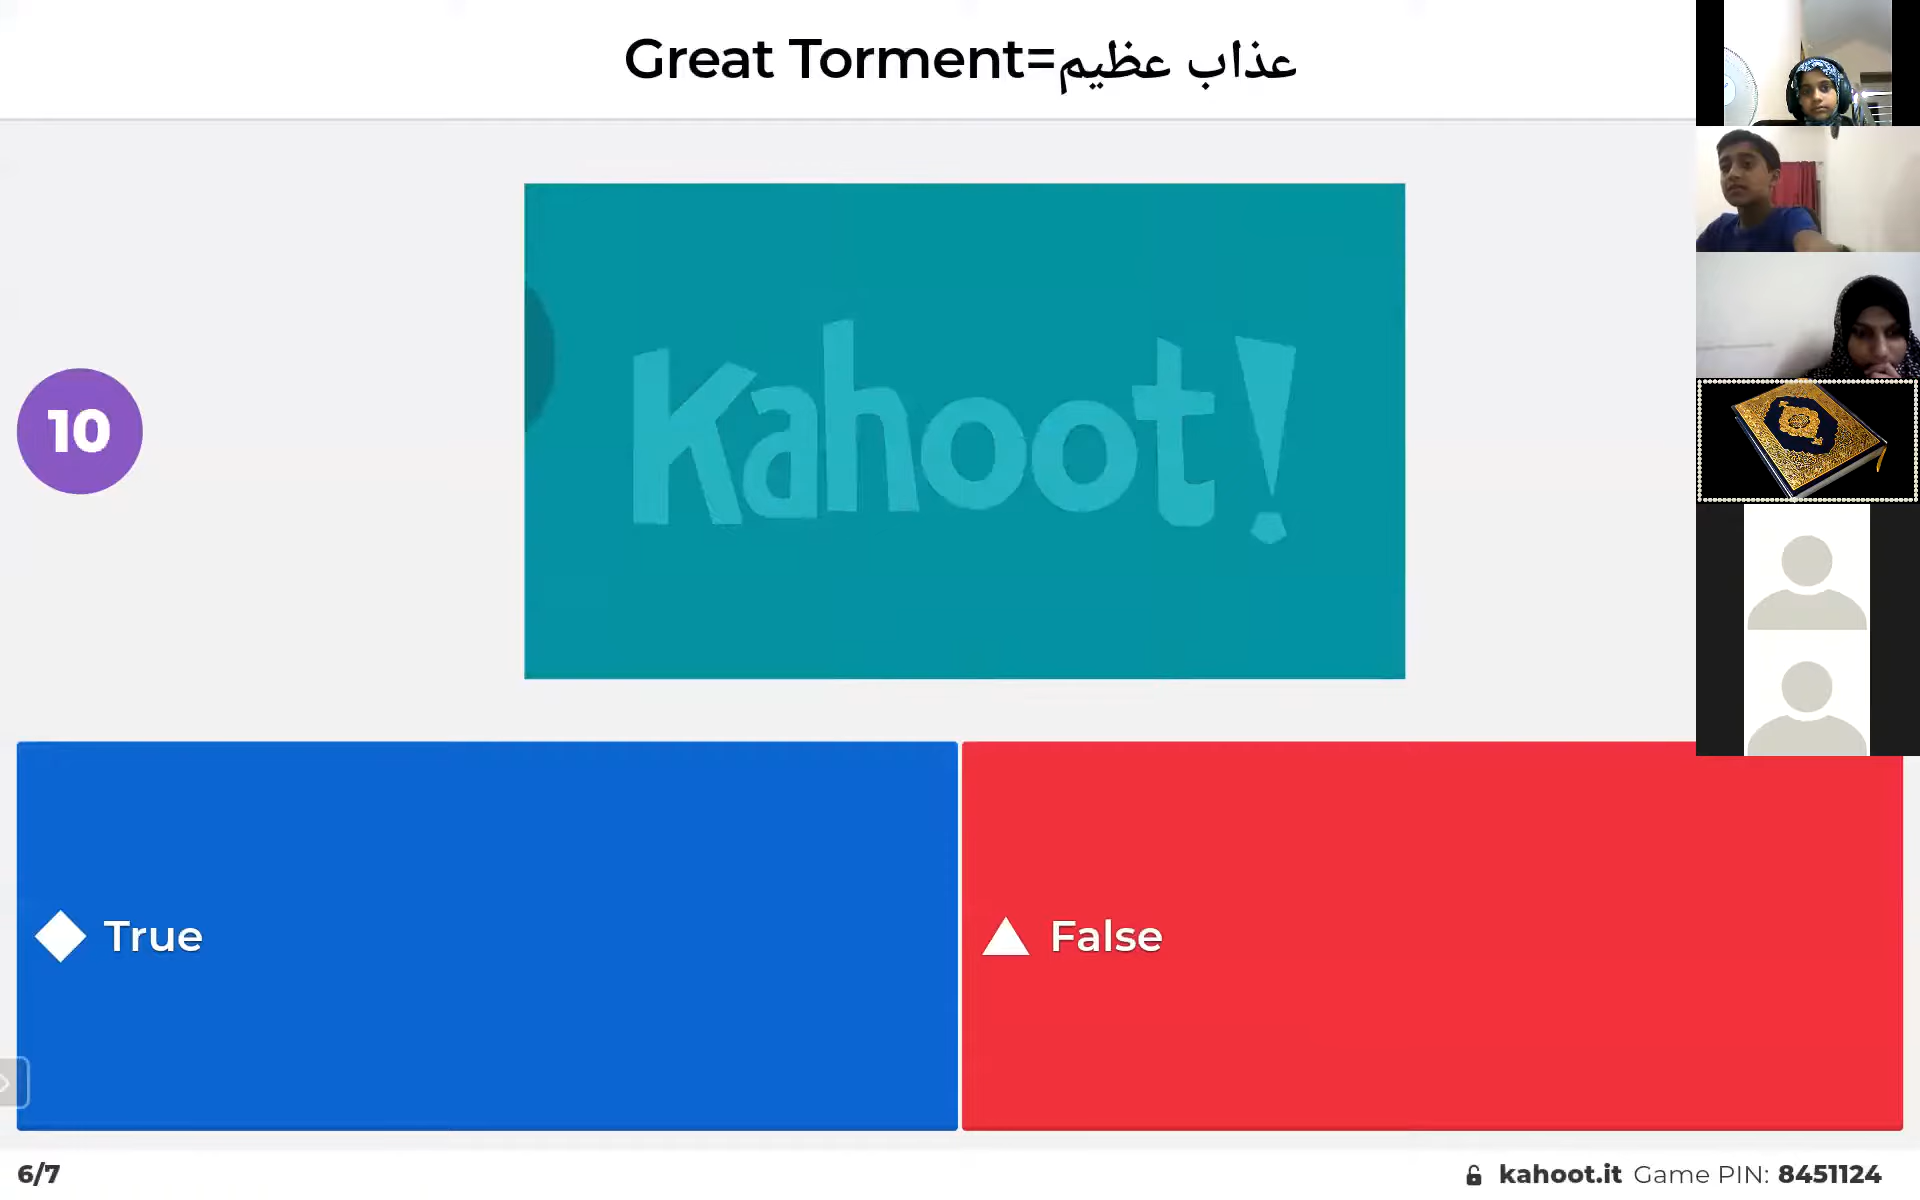 Great Torment=عذاب عظيم
Kahoot!
10
True
False
6/7
kahoot.it Game PIN: 8451124